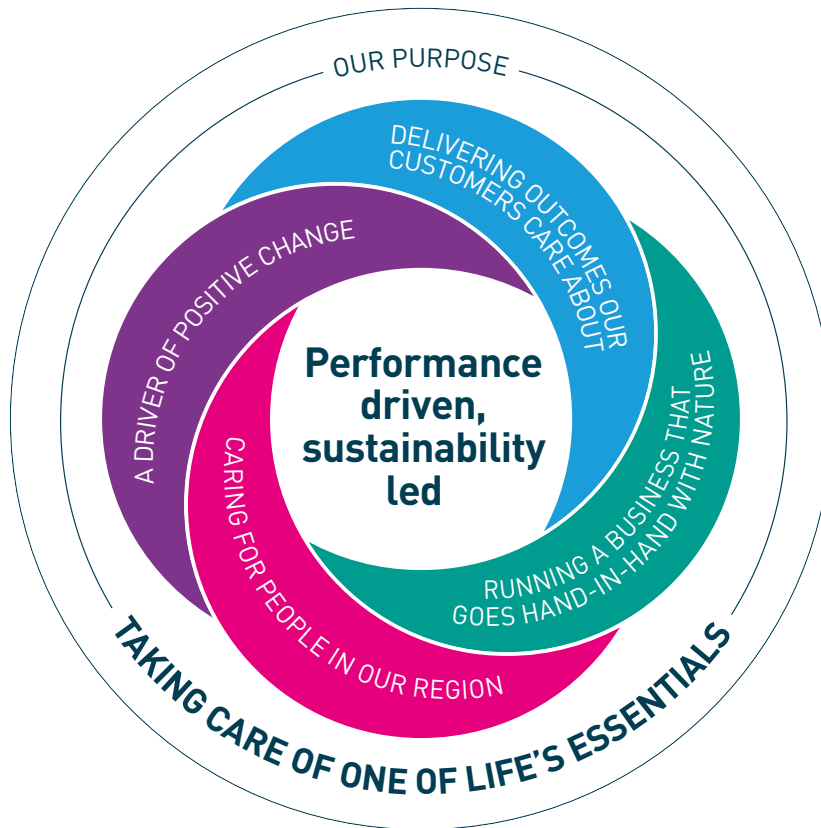 OUR PURPOSE
DELIVERING OUTCOMES OUR
CUSTOMERS CARE ABOUT
RUNNING A BUSINESS THAT
GOES HAND-IN-HAND WITH NATURE
CARING FOR PEOPLE IN OUR REGION
A DRIVER OF POSITIVE CHANGE
Performance
driven,
sustainability
led
TAKING CARE OF ONE OF LIFE’S ESSENTIALS